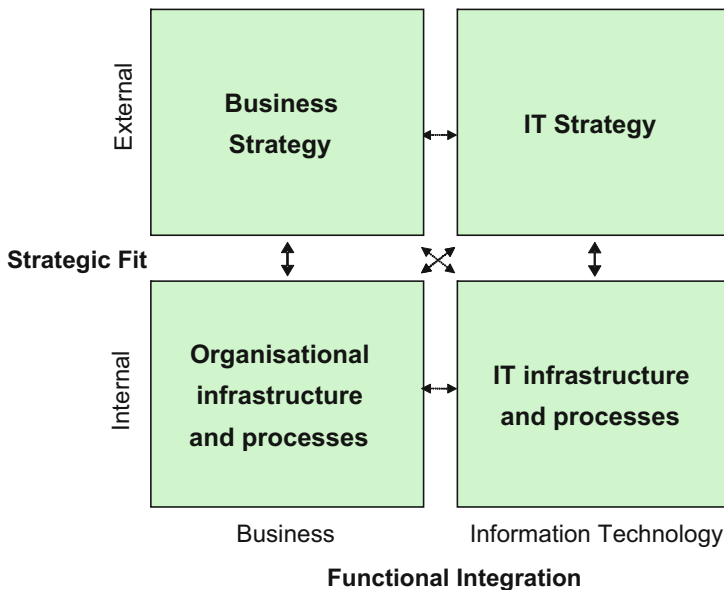 External
Business
Strategy
IT Strategy
Strategic Fit
Internal
Organisational
infrastructure
and processes
IT infrastructure
and processes
Business
Information Technology
Functional Integration